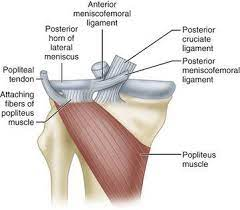 Anterior
meniscofemoral
ligament
Posterior
horn of
lateral
meniscus
Posterior
cruciate
ligament
Popliteal
tendon
Posterior
meniscofemoral
ligament
Attaching
fibers of
popliteus
muscle
Popliteus
muscle